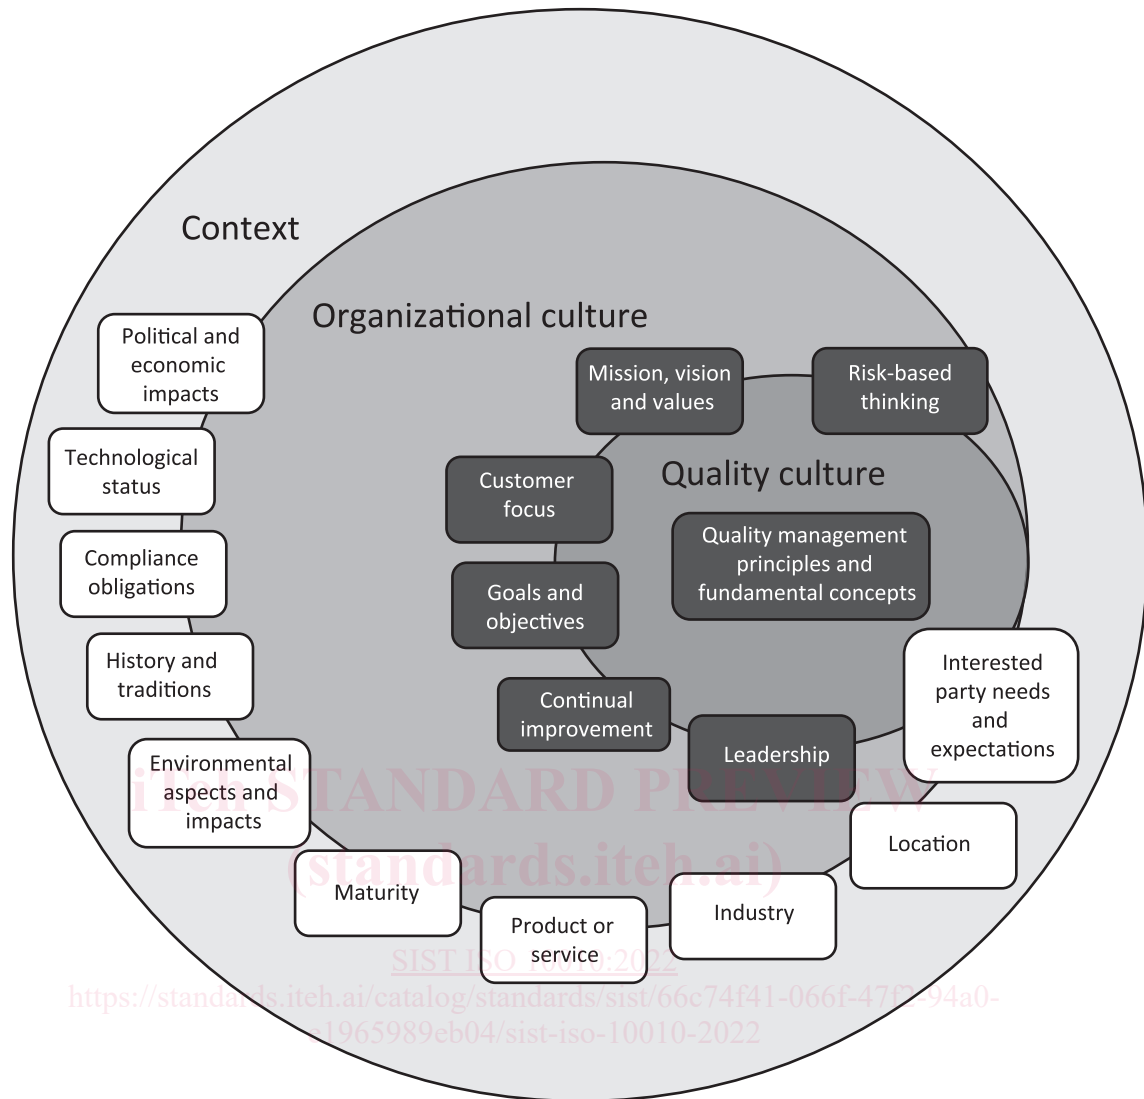 Context
Organizational culture
Political and
economic
impacts
Mission, vision
and values
Risk-based
thinking
Technological
status
Customer
focus
Quality culture
Quality management
principles and
fundamental concepts
Compliance
obligations
Goals and
objectives
History and
traditions
Interested
party needs
and
expectations
Continual
improvement
Leadership
Environmental
aspects and
impacts
iTeh STANDARD PREVIEW
(standards.iteh.ai)
Location
Maturity
Industry
Product or
service
SIST ISO 10010:2022
https://standards.iteh.ai/catalog/standards/sist/66c74f41-066f-47f2-94a0-
c1965989eb04/sist-iso-10010-2022